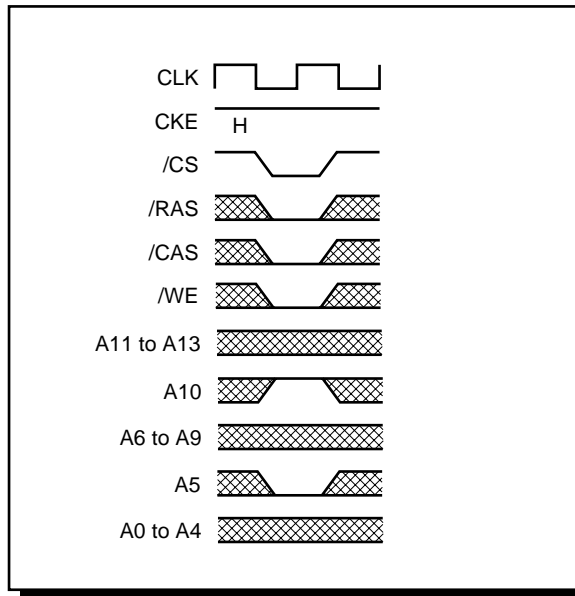 CLK
CKE
H
/CS
/RAS
/CAS
/WE
A11 to A13
A10
A6 to A9
A5
A0 to A4